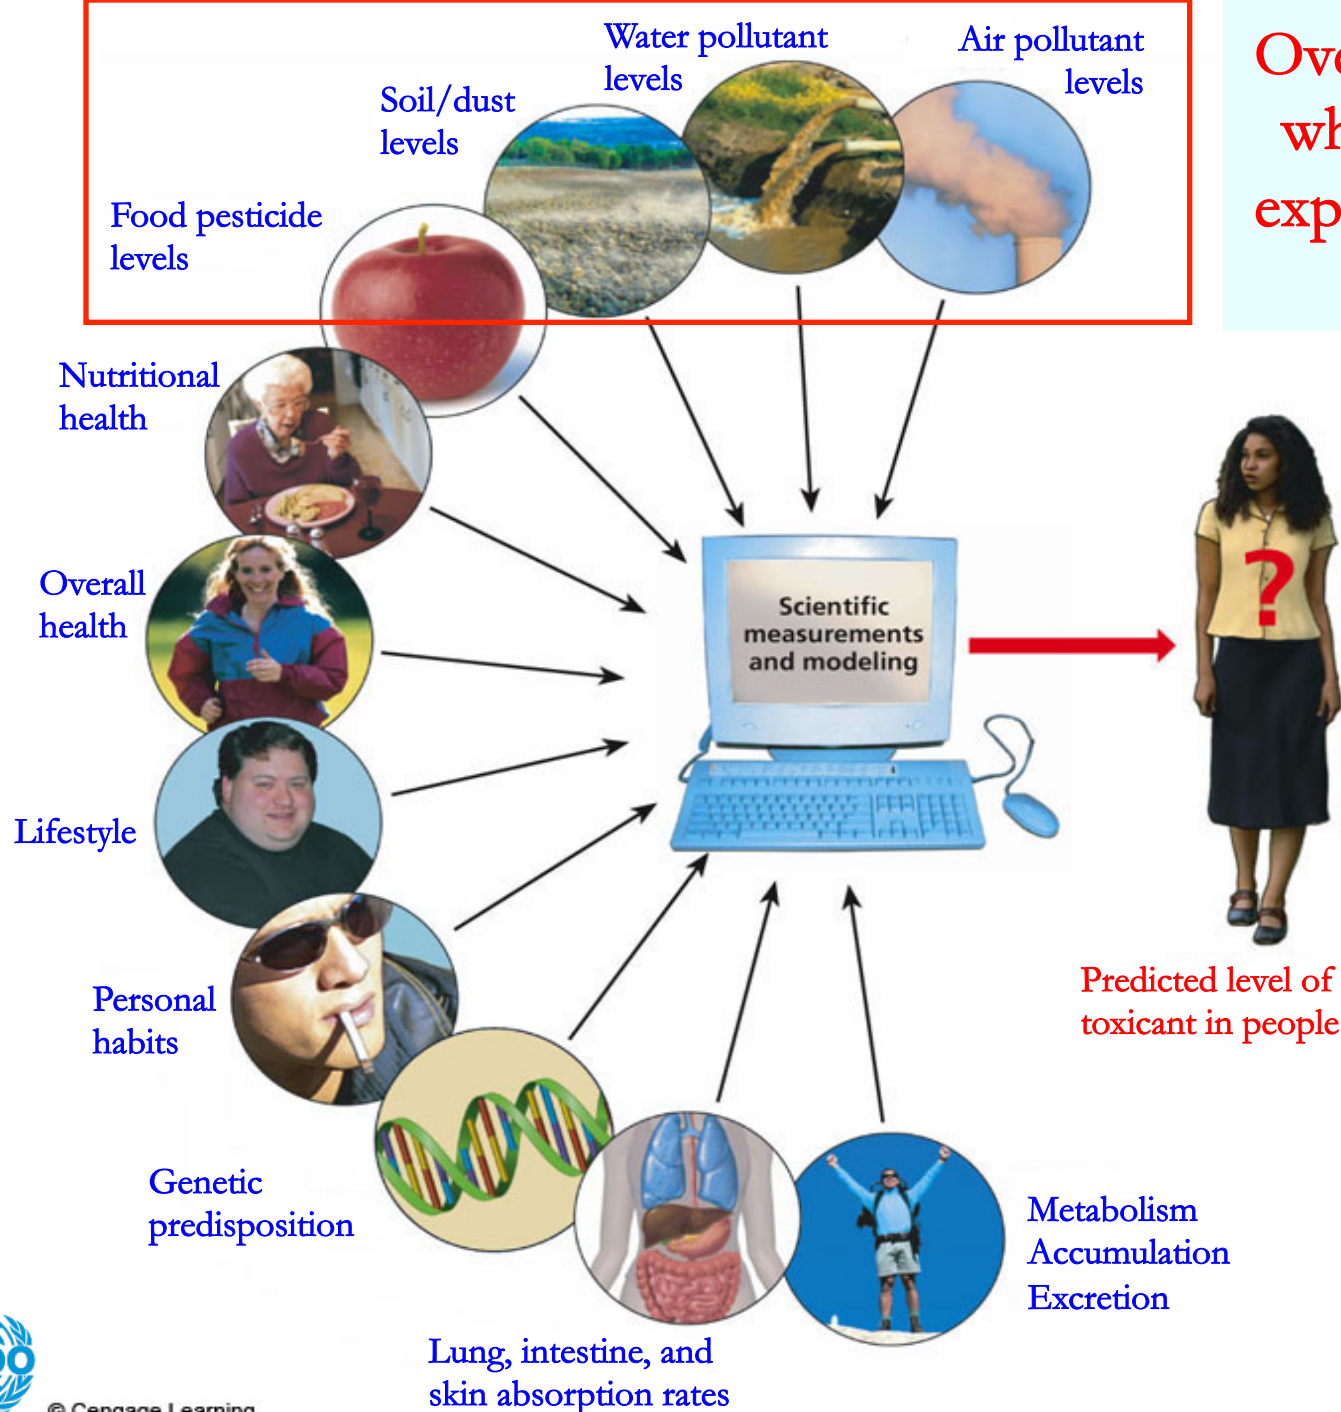 Water pollutant
levels
Air pollutant
levels
Soil/dust
levels
Food pesticide
levels
Nutritional
health
Overall
health
Lifestyle
Personal
habits
Genetic
predisposition
Lung, intestine, and
skin absorption rates
Metabolism
Accumulation
Excretion
Scientific
measurements
and modeling
?
Predicted level of
toxicant in people
© Cengage Learning